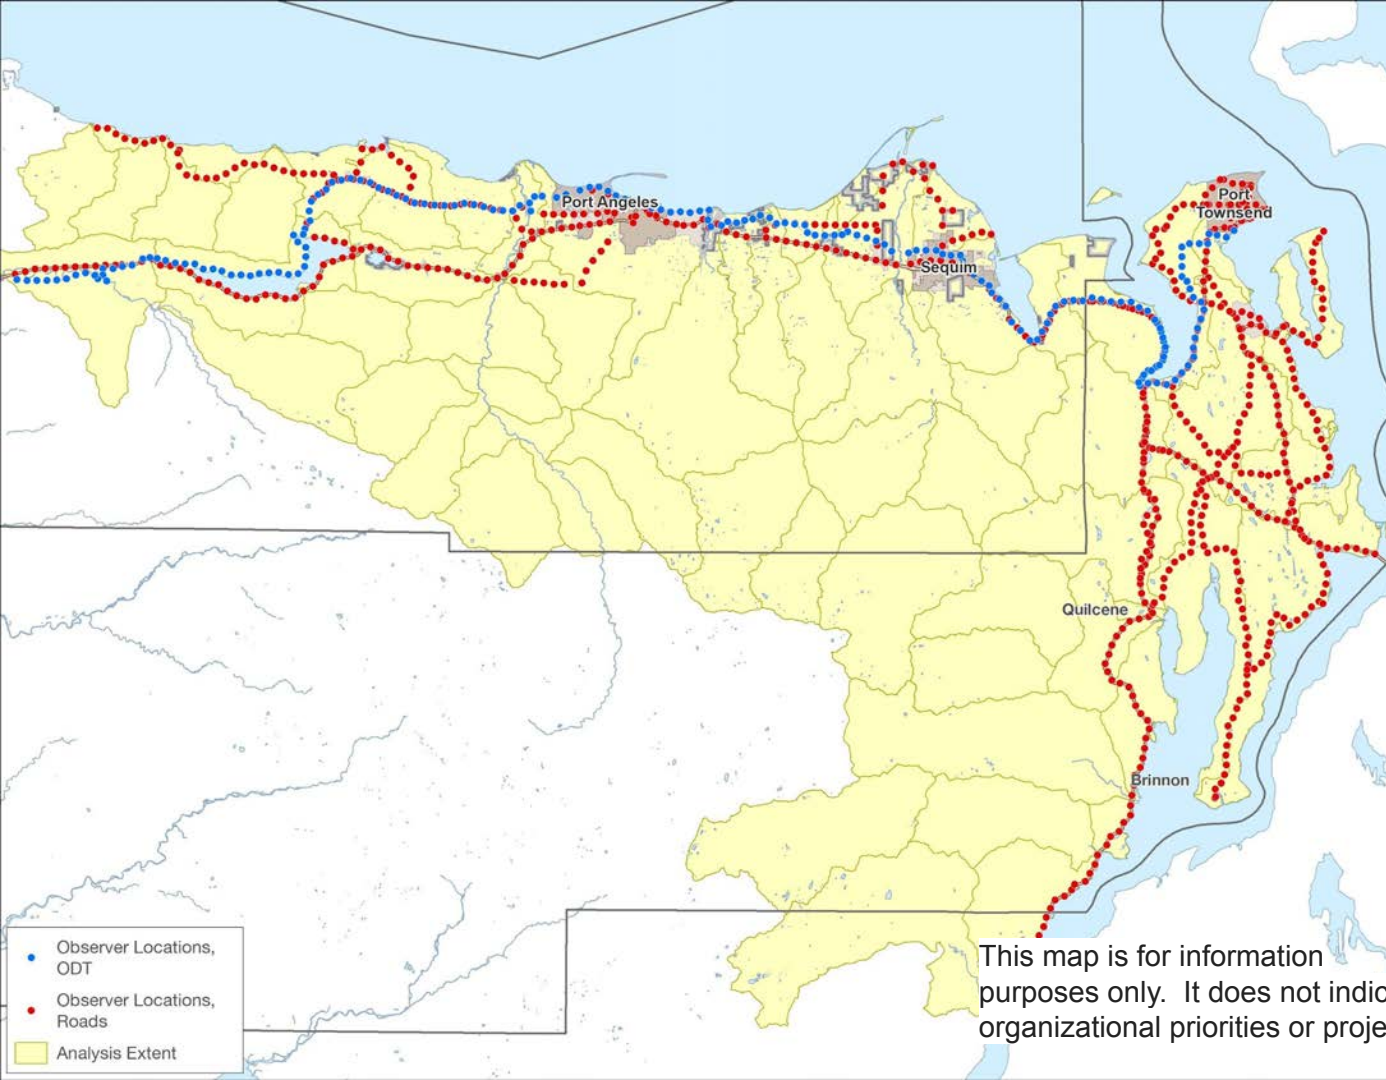 Port Angeles
Port
Townsend
Sequim
Quilcene
Brinnon
Observer Locations,
ODT
Observer Locations,
Roads
Analysis Extent
This map is for information
purposes only. It does not indic
organizational priorities or proje